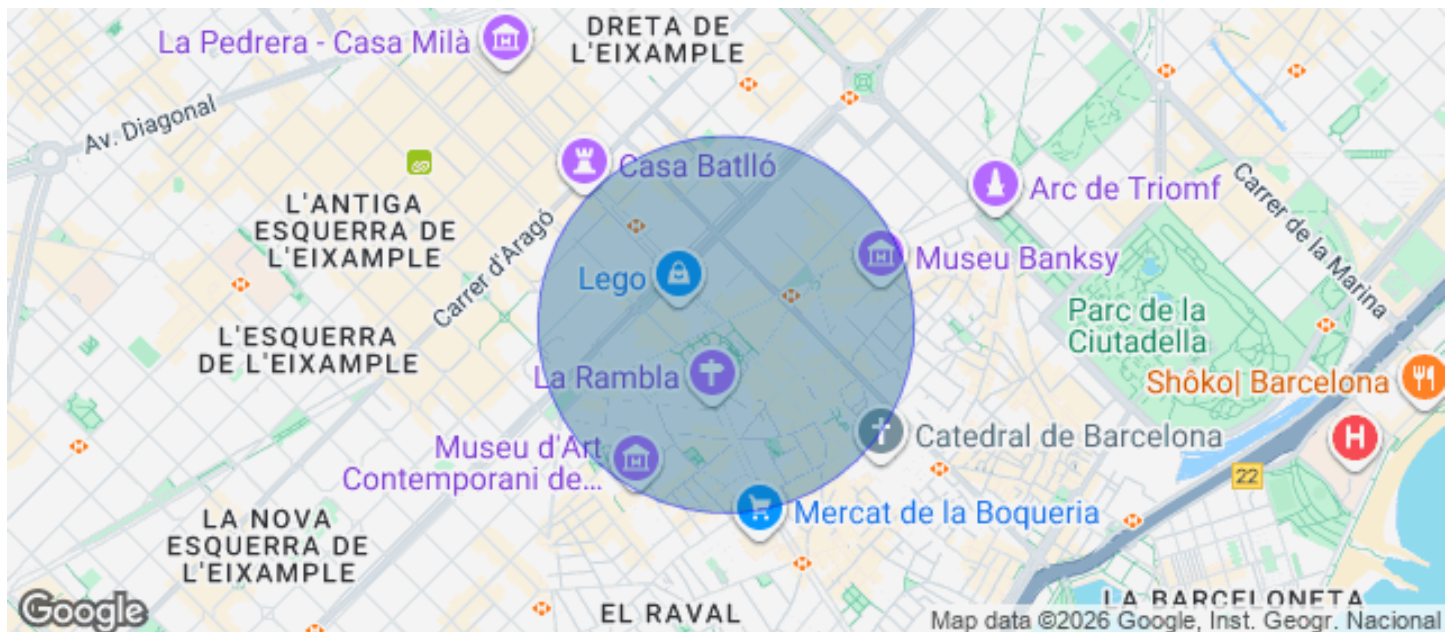 DRETA DE
L'EIXAMPLE
La Pedrera - Casa Milà
Av. Diagonal
Casa Batlló
Arc de Triomf
Carrer de la Marina
L'ANTIGA
ESQUERRA DE
L'EIXAMPLE
Carrer d'Aragó
Lego
Museu Banksy
Parc de la
Ciutadella
L'ESQUERRA
DE L'EIXAMPLE
La Rambla
Shôko| Barcelona
H
Museu d'Art
Contemporani de...
Catedral de Barcelona
22
Mercat de la Boqueria
LA NOVA
ESQUERRA DE
L'EIXAMPLE
EL RAVAL
LA BARCELONETA
Google
Map data ©2026 Google, Inst. Geogr. Nacional